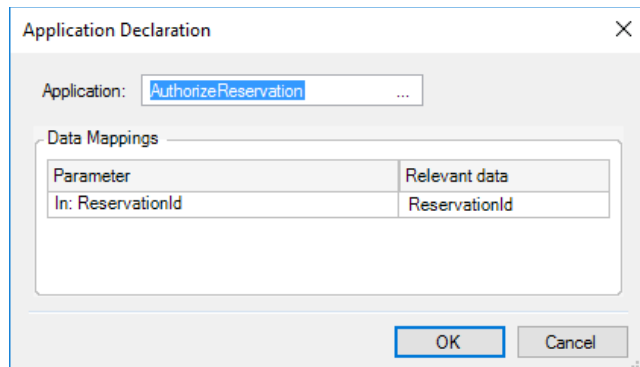 Application Declaration
Application: AuthorizeReservation ...
Data Mappings
Parameter Relevant data
In: ReservationId ReservationId
OK Cancel